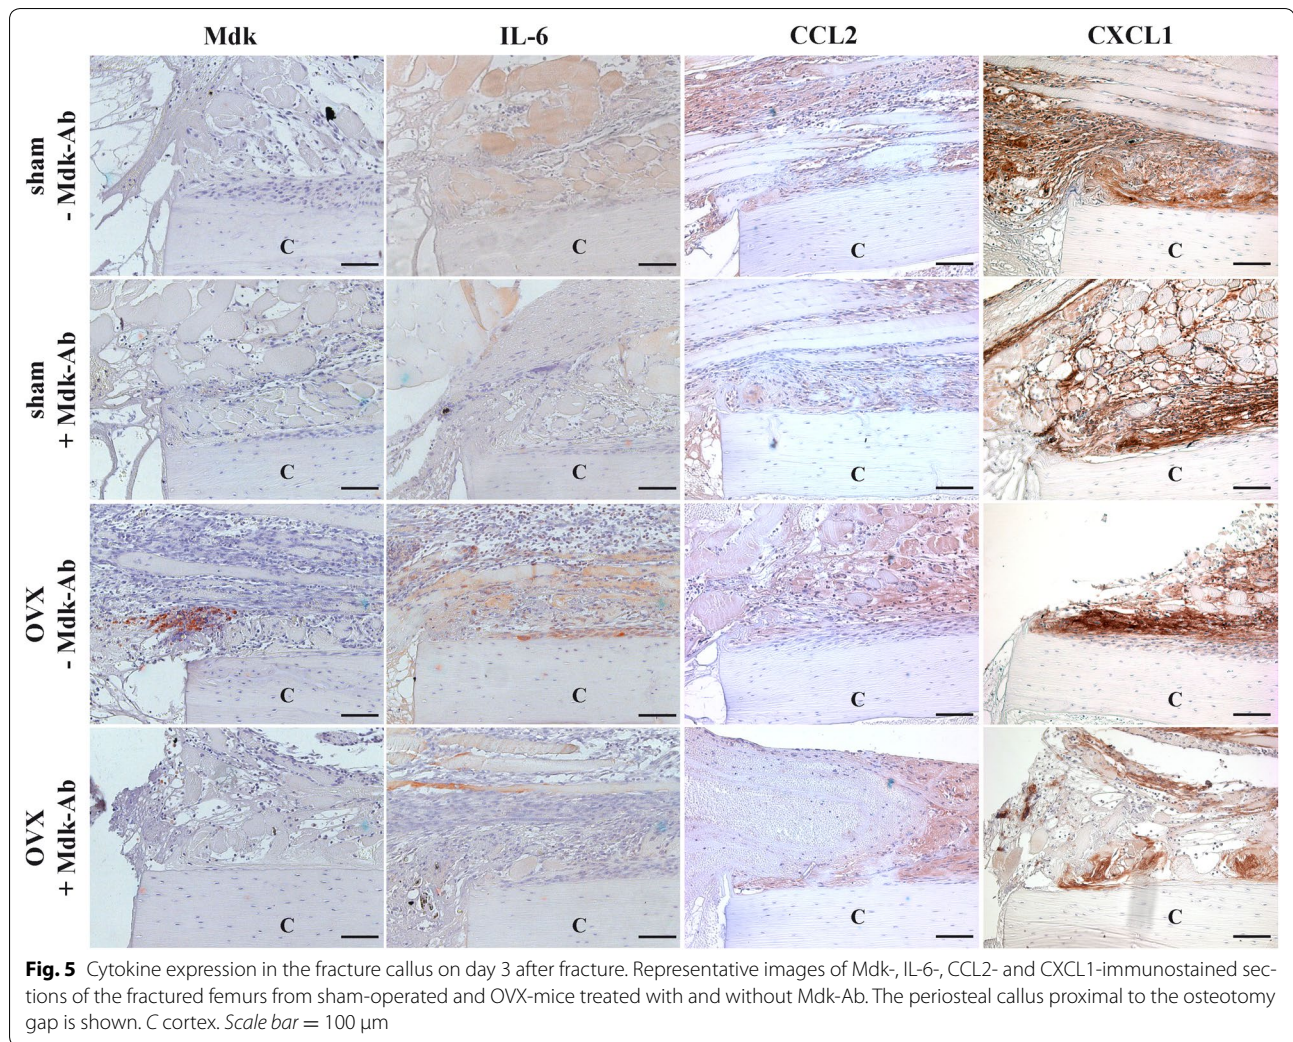 Mdk IL-6 CCL2 CXCL1
sham
- Mdk-Ab
C C C C
sham
+ Mdk-Ab
C C C C
OVX
- Mdk-Ab
C C C C
OVX
+ Mdk-Ab
C C C C
Fig. 5 Cytokine expression in the fracture callus on day 3 after fracture. Representative images of Mdk-, IL-6-, CCL2- and CXCL1-immunostained sec-
tions of the fractured femurs from sham-operated and OVX-mice treated with and without Mdk-Ab. The periosteal callus proximal to the osteotomy
gap is shown. C cortex. Scale bar = 100 μm